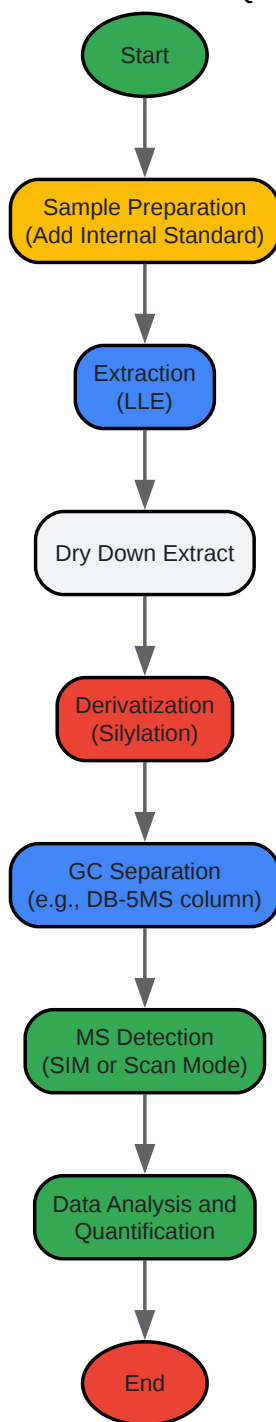 Start
Sample Preparation
(Add Internal Standard)
Extraction
(LLE)
Dry Down Extract
Derivatization
(Silylation)
GC Separation
(e.g., DB-5MS column)
MS Detection
(SIM or Scan Mode)
Data Analysis and
Quantification
End